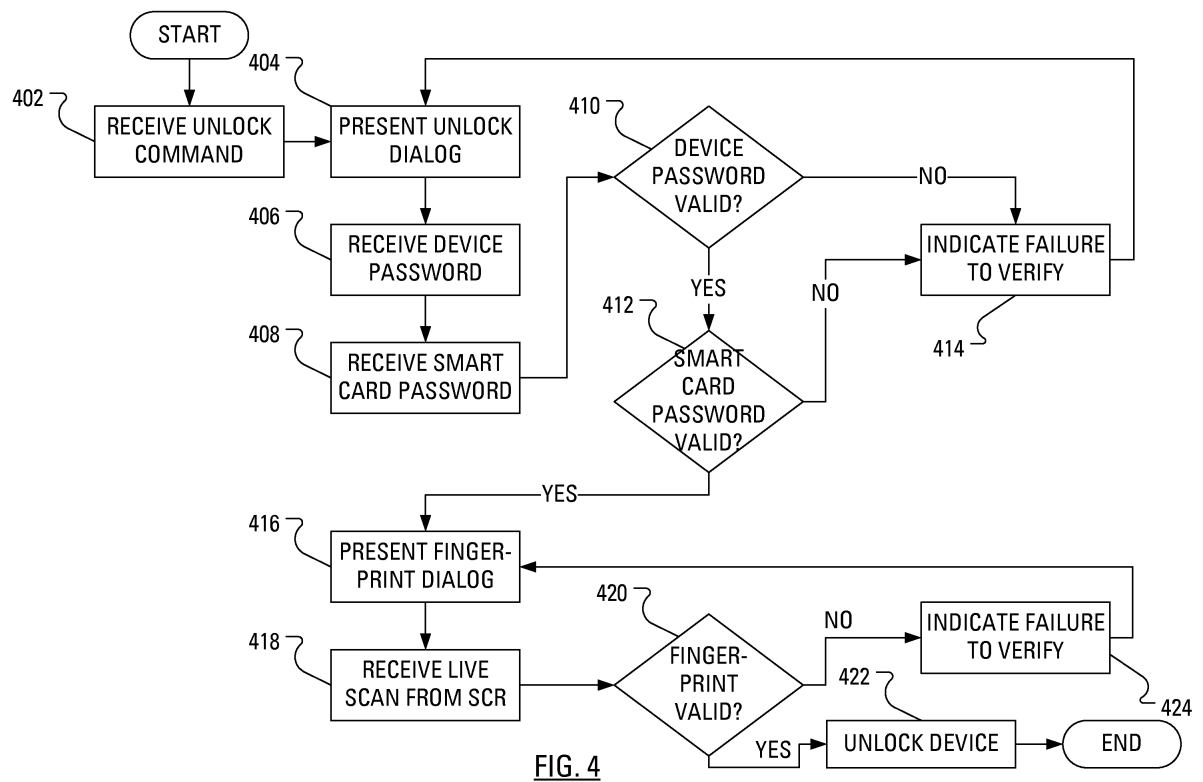 START
402
RECEIVE UNLOCK
COMMAND
404
PRESENT UNLOCK
DIALOG
406
RECEIVE DEVICE
PASSWORD
408
RECEIVE SMART
CARD PASSWORD
410
DEVICE
PASSWORD
VALID?
NO
YES
412
SMART
CARD
PASSWORD
VALID?
NO
INDICATE FAILURE
TO VERIFY
414
YES
416
PRESENT FINGER-
PRINT DIALOG
418
RECEIVE LIVE
SCAN FROM SCR
420
FINGER-
PRINT
VALID?
NO
INDICATE FAILURE
TO VERIFY
424
YES
422
UNLOCK DEVICE
END
FIG. 4